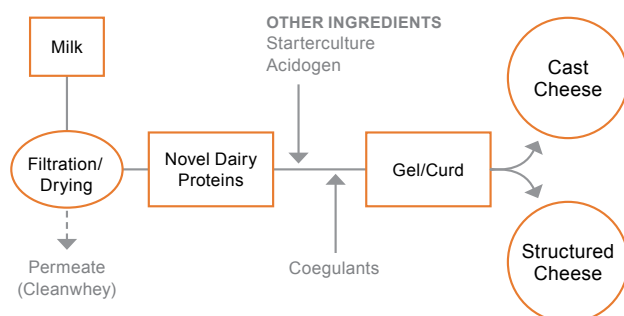 OTHER INGREDIENTS
Starterculture
Acidogen
Milk
Cast
Cheese
Filtration/
Drying
Novel Dairy
Proteins
Gel/Curd
Permeate
(Cleanwhey)
Coegulants
Structured
Cheese